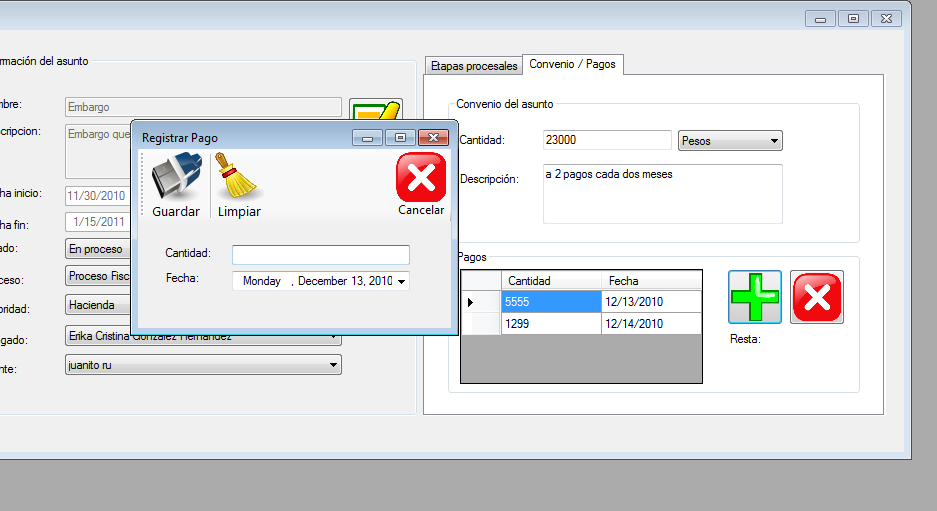 rmación del asunto
mbre:
Embargo
scripcion:
Embargo que
ha inicio:
11/30/2010
ha fin:
1/15/2011
ado:
En proceso
ceso:
Proceso Fisc
oridad:
Hacienda
ogado:
Erika Cristina Gonzalez Hernandez
nte:
juanito ru
Registrar Pago
Guardar
Limpiar
Cancelar
Cantidad:
Fecha:
Monday , December 13, 2010
Etapas procesales
Convenio / Pagos
Convenio del asunto
Cantidad:
23000
Pesos
Descripción:
a 2 pagos cada dos meses
Pagos
Cantidad Fecha
5555 12/13/2010
1299 12/14/2010
Resta: